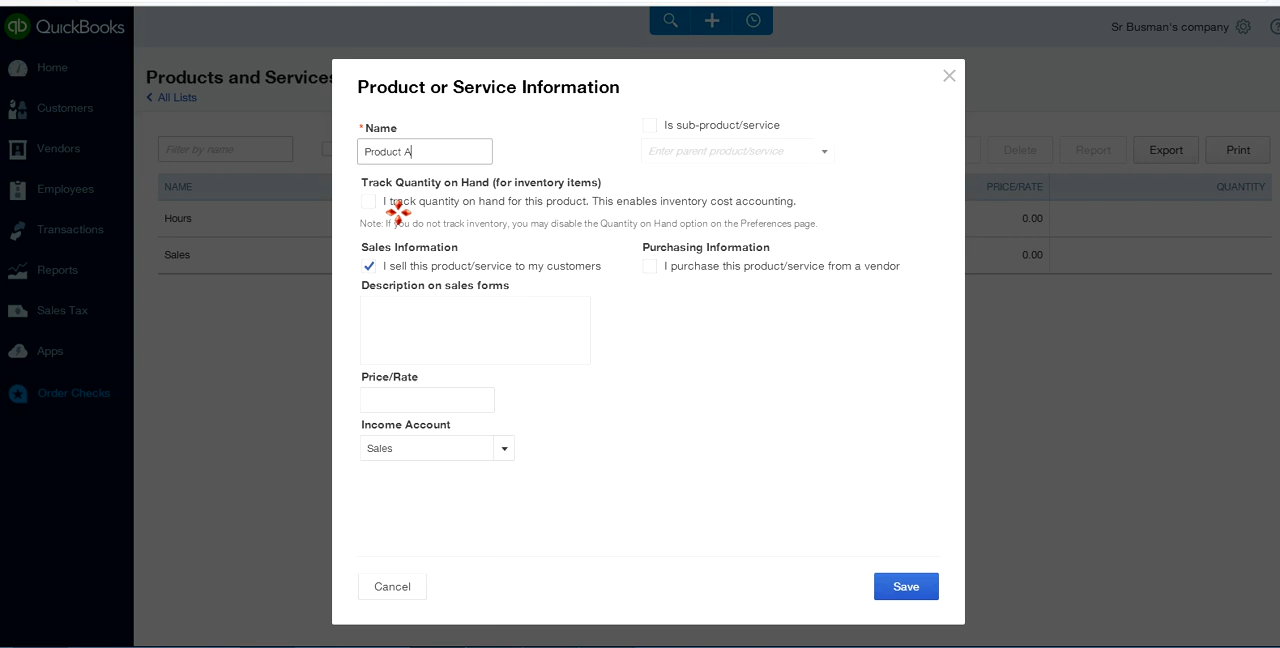 QuickBooks
Sr Busman's company
Home
Customers
Vendors
Employees
Transactions
Reports
Sales Tax
Apps
Order Checks
Products and Services
All Lists
Filter by name
Delete
Report
Export
Print
NAME
PRICE/RATE
QUANTITY
Hours
0.00
Sales
0.00
Product or Service Information
* Name
Product A
Is sub-product/service
Enter parent product/service
Track Quantity on Hand (for inventory items)
I track quantity on hand for this product. This enables inventory cost accounting.
Note: If you do not track inventory, you may disable the Quantity on Hand option on the Preferences page.
Sales Information
I sell this product/service to my customers
Purchasing Information
I purchase this product/service from a vendor
Description on sales forms
Price/Rate
Income Account
Sales
Cancel
Save